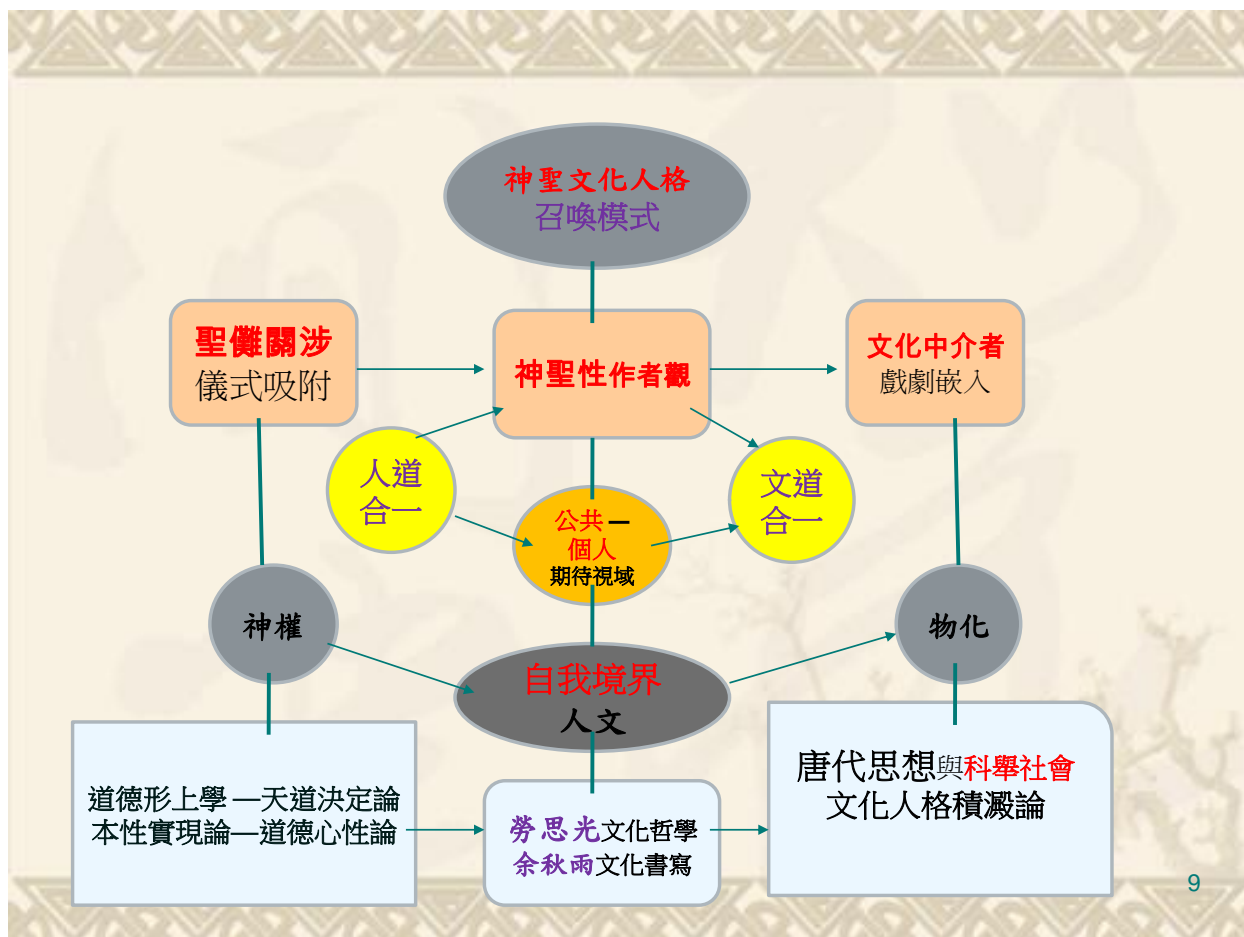 神聖文化人格
召喚模式
聖儺關涉
儀式吸附
神聖性作者觀
文化中介者
戲劇嵌入
人道
合一
公共—
個人
期待視域
文道
合一
神權
自我境界
人文
物化
道德形上學—天道決定論
本性實現論—道德心性論
勞思光文化哲學
余秋雨文化書寫
唐代思想與科舉社會
文化人格積澱論
9